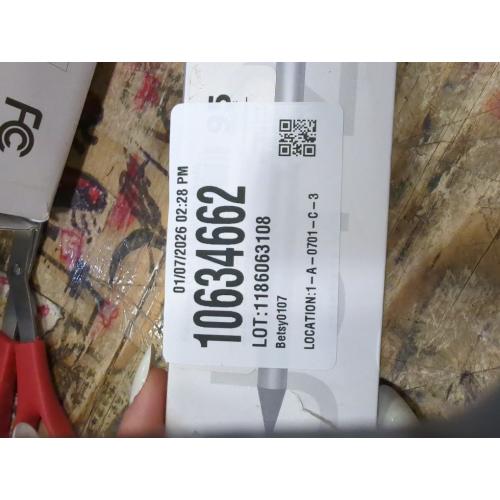 01/07/2026 02:28 PM
10634662
LOT:1186063108
Betsy0107
LOCATION:1-A-0701-C-3
FC